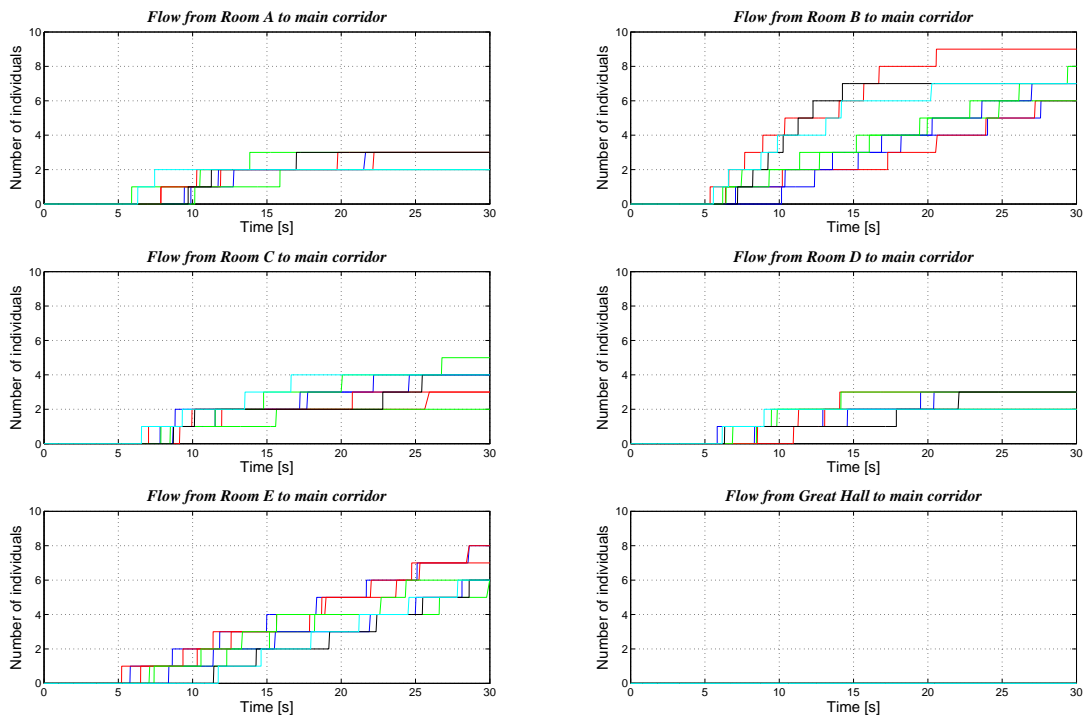 Flow from Room A to main corridor
Number of individuals
10
8
6
4
2
0
0 5 10 15 20 25 30
Time [s]
Flow from Room B to main corridor
Number of individuals
10
8
6
4
2
0
0 5 10 15 20 25 30
Time [s]
Flow from Room C to main corridor
Number of individuals
10
8
6
4
2
0
0 5 10 15 20 25 30
Time [s]
Flow from Room D to main corridor
Number of individuals
10
8
6
4
2
0
0 5 10 15 20 25 30
Time [s]
Flow from Room E to main corridor
Number of individuals
10
8
6
4
2
0
0 5 10 15 20 25 30
Time [s]
Flow from Great Hall to main corridor
Number of individuals
10
8
6
4
2
0
0 5 10 15 20 25 30
Time [s]